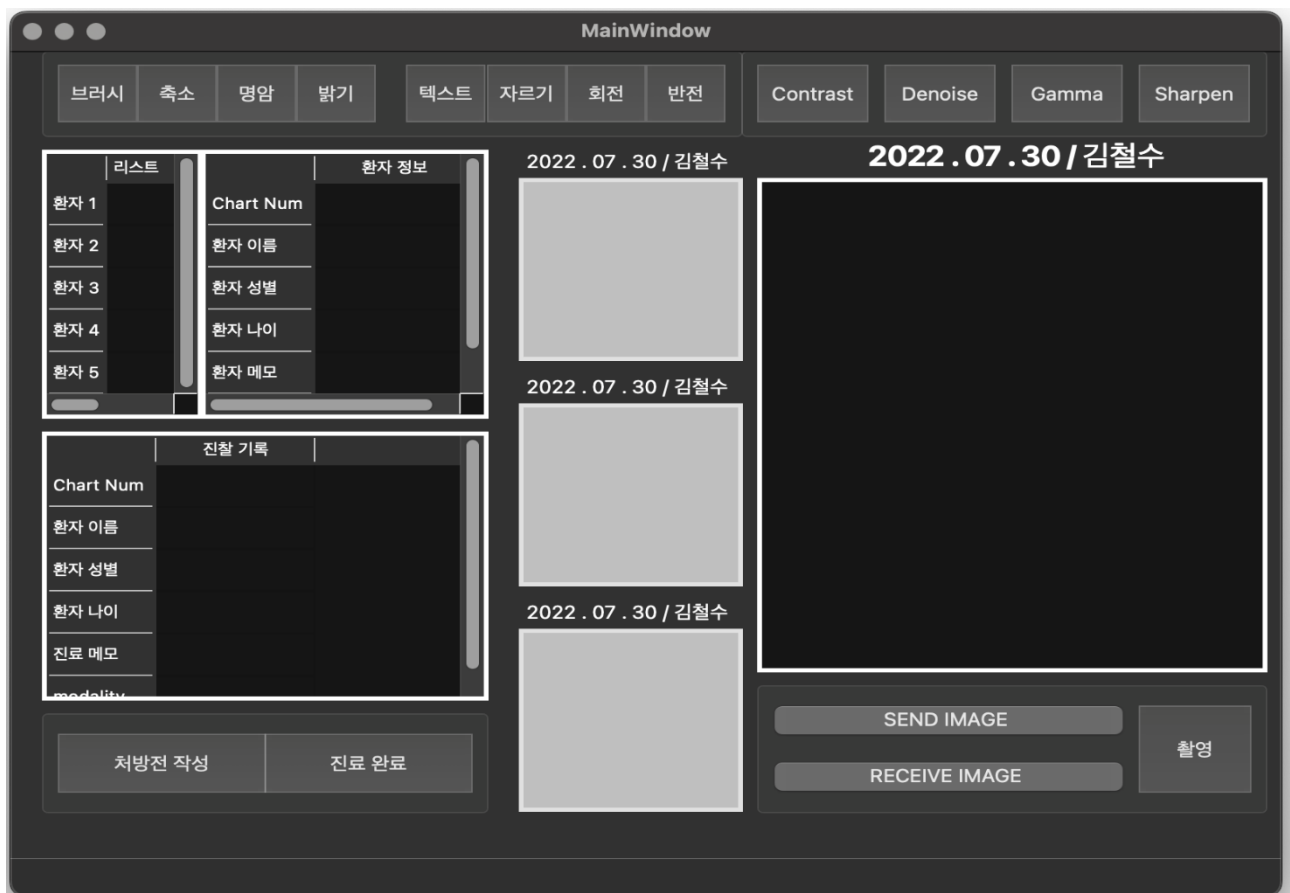 MainWindow
브러시 축소 명암 밝기 텍스트 자르기 회전 반전 Contrast Denoise Gamma Sharpen
리스트
환자 1
환자 2
환자 3
환자 4
환자 5
환자 정보
Chart Num
환자 이름
환자 성별
환자 나이
환자 메모
진찰 기록
Chart Num
환자 이름
환자 성별
환자 나이
진료 메모
modality
처방전 작성 진료 완료
2022 . 07 . 30 / 김철수
2022 . 07 . 30 / 김철수
2022 . 07 . 30 / 김철수
2022 . 07 . 30 / 김철수
SEND IMAGE
RECEIVE IMAGE
촬영